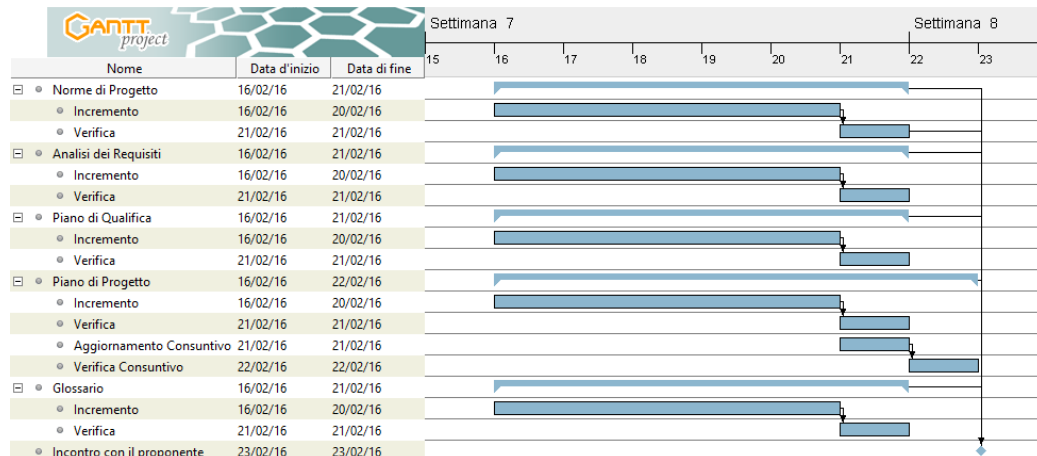 GANTT
project
Settimana 7 Settimana 8
15 16 17 18 19 20 21 22 23
Nome Data d'inizio Data di fine
Norme di Progetto 16/02/16 21/02/16
Incremento 16/02/16 20/02/16
Verifica 21/02/16 21/02/16
Analisi dei Requisiti 16/02/16 21/02/16
Incremento 16/02/16 20/02/16
Verifica 21/02/16 21/02/16
Piano di Qualifica 16/02/16 21/02/16
Incremento 16/02/16 20/02/16
Verifica 21/02/16 21/02/16
Piano di Progetto 16/02/16 22/02/16
Incremento 16/02/16 20/02/16
Verifica 21/02/16 21/02/16
Aggiornamento Consuntivo 21/02/16 21/02/16
Verifica Consuntivo 22/02/16 22/02/16
Glossario 16/02/16 21/02/16
Incremento 16/02/16 20/02/16
Verifica 21/02/16 21/02/16
Incontro con il proponente 23/02/16 23/02/16